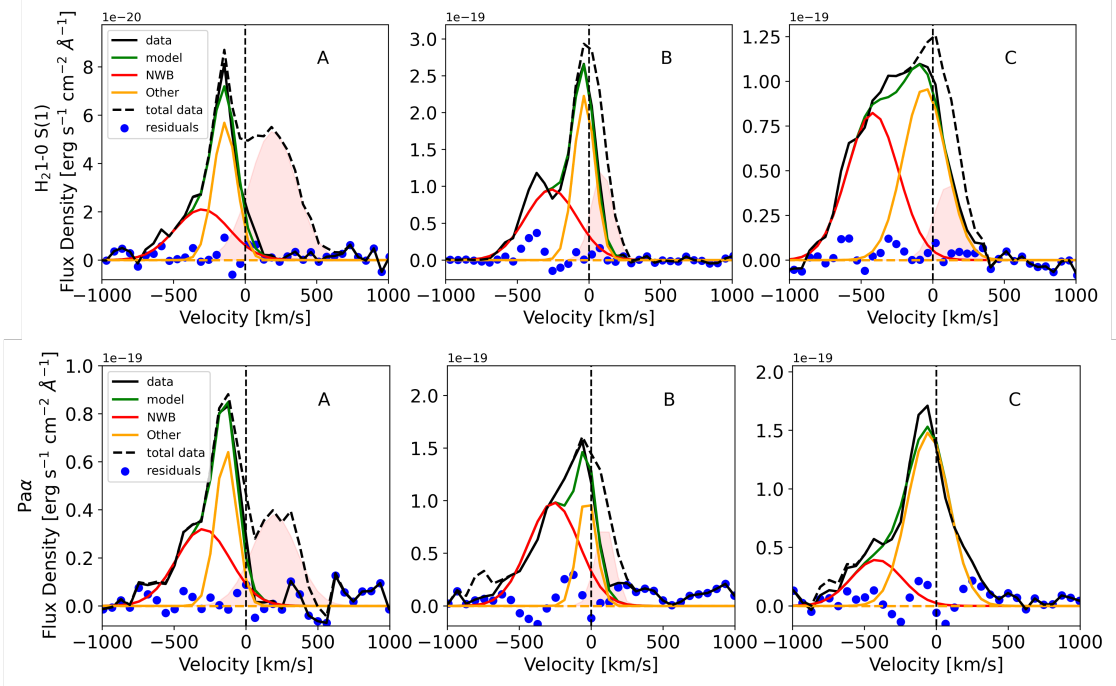 1e-20
1e-19
1e-19
data
model
NWB
Other
total data
residuals
A
B
C
H₂1-0 S(1)
Flux Density [erg s⁻¹ cm⁻² Å⁻¹]
8
6
4
2
0
3.0
2.5
2.0
1.5
1.0
0.5
0.0
1.25
1.00
0.75
0.50
0.25
0.00
−1000 −500 0 500 1000
−1000 −500 0 500 1000
−1000 −500 0 500 1000
Velocity [km/s]
Velocity [km/s]
Velocity [km/s]
1e-19
1e-19
1e-19
data
model
NWB
Other
total data
residuals
A
B
C
Paα
Flux Density [erg s⁻¹ cm⁻² Å⁻¹]
1.0
0.8
0.6
0.4
0.2
0.0
2.0
1.5
1.0
0.5
0.0
2.0
1.5
1.0
0.5
0.0
−1000 −500 0 500 1000
−1000 −500 0 500 1000
−1000 −500 0 500 1000
Velocity [km/s]
Velocity [km/s]
Velocity [km/s]